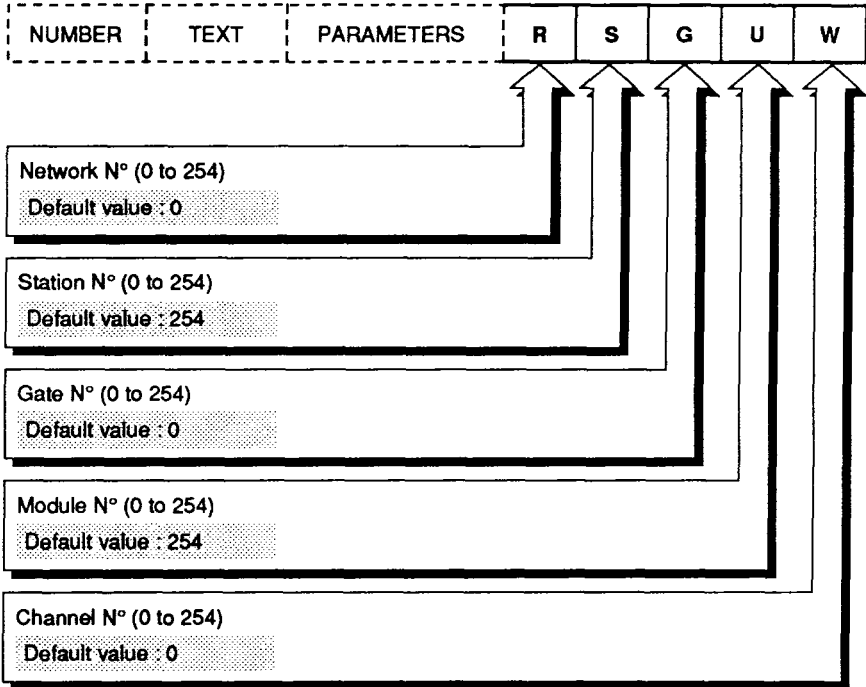 NUMBER TEXT PARAMETERS R S G U W
Network N° (0 to 254)
Default value : 0
Station N° (0 to 254)
Default value : 254
Gate N° (0 to 254)
Default value : 0
Module N° (0 to 254)
Default value : 254
Channel N° (0 to 254)
Default value : 0